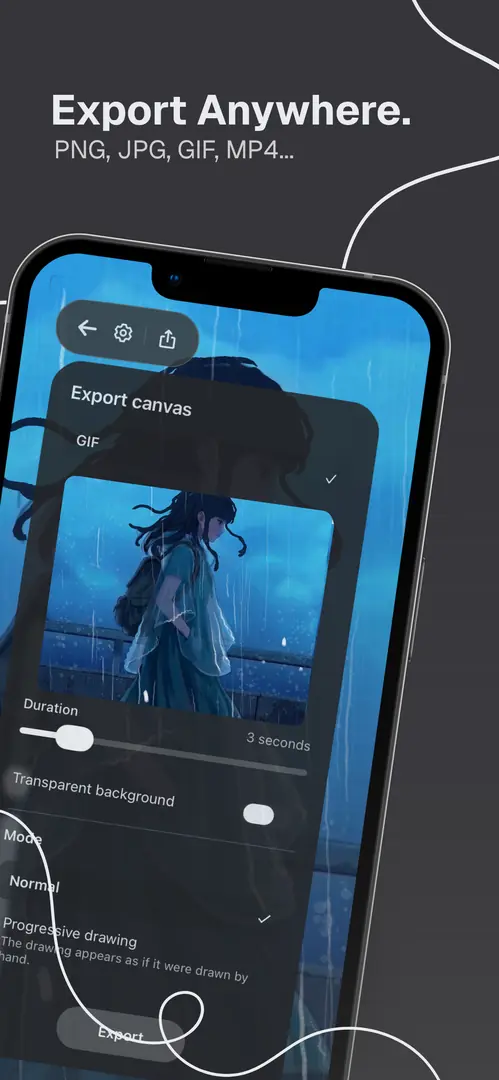 Export Anywhere.
PNG, JPG, GIF, MP4...
Export canvas
GIF
Duration
3 seconds
Transparent background
Mode
Normal
Progressive drawing
The drawing appears as if it were drawn by
hand.
Export